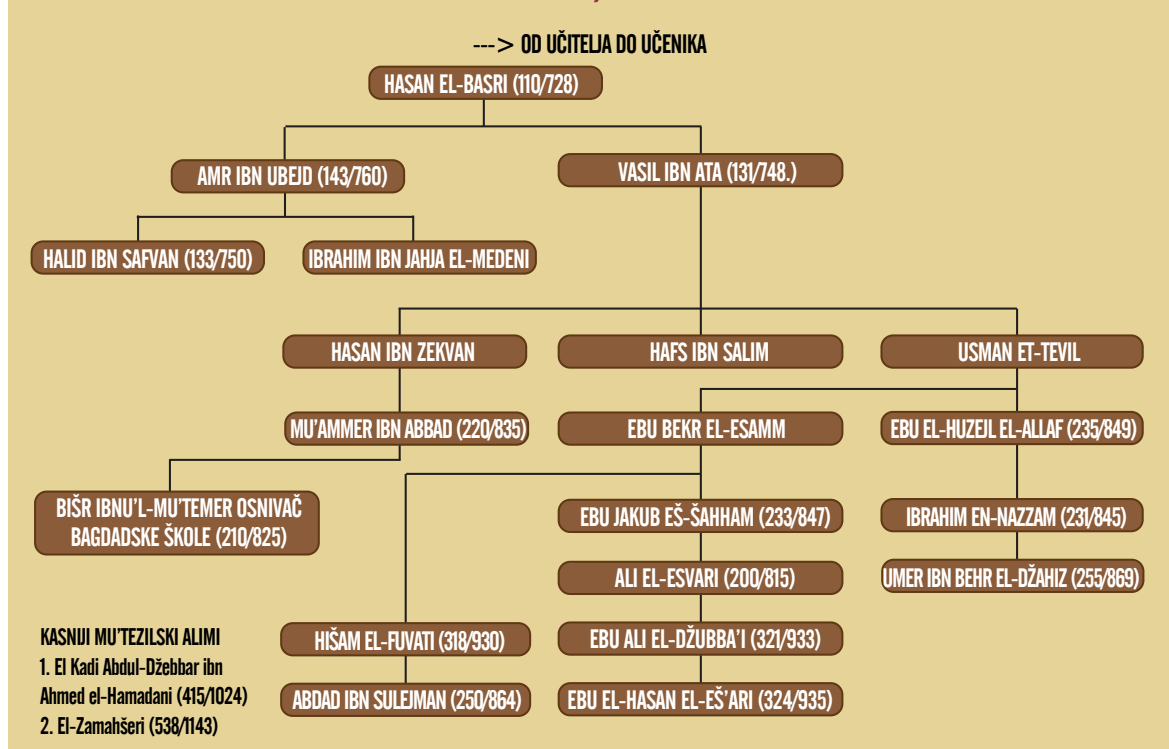 ---> OD UČITELJA DO UČENIKA
HASAN EL-BASRI (110/728)
AMR IBN UBEJD (143/760)
VASIL IBN ATA (131/748.)
HALID IBN SAFVAN (133/750)
IBRAHIM IBN JAHJA EL-MEDENI
HASAN IBN ZEKVAN
HAFS IBN SALIM
USMAN ET-TEVIL
MU'AMMER IBN ABBAD (220/835)
EBU BEKR EL-ESAMM
EBU EL-HUZEJL EL-ALLAF (235/849)
BIŠR IBNU'L-MU'TEMER OSNIVAČ
BAGDADSKE ŠKOLE (210/825)
EBU JAKUB EŠ-ŠAHHAM (233/847)
IBRAHIM EN-NAZZAM (231/845)
ALI EL-ESVARI (200/815)
UMER IBN BEHR EL-DŽAHIZ (255/869)
HIŠAM EL-FUVATI (318/930)
EBU ALI EL-DŽUBBA'I (321/933)
ABDAD IBN SULEJMAN (250/864)
EBU EL-HASAN EL-EŠ'ARI (324/935)
KASNIJI MU'TEZILSKI ALIMI
1. El Kadi Abdul-Džebbar ibn
Ahmed el-Hamadani (415/1024)
2. El-Zamahšeri (538/1143)